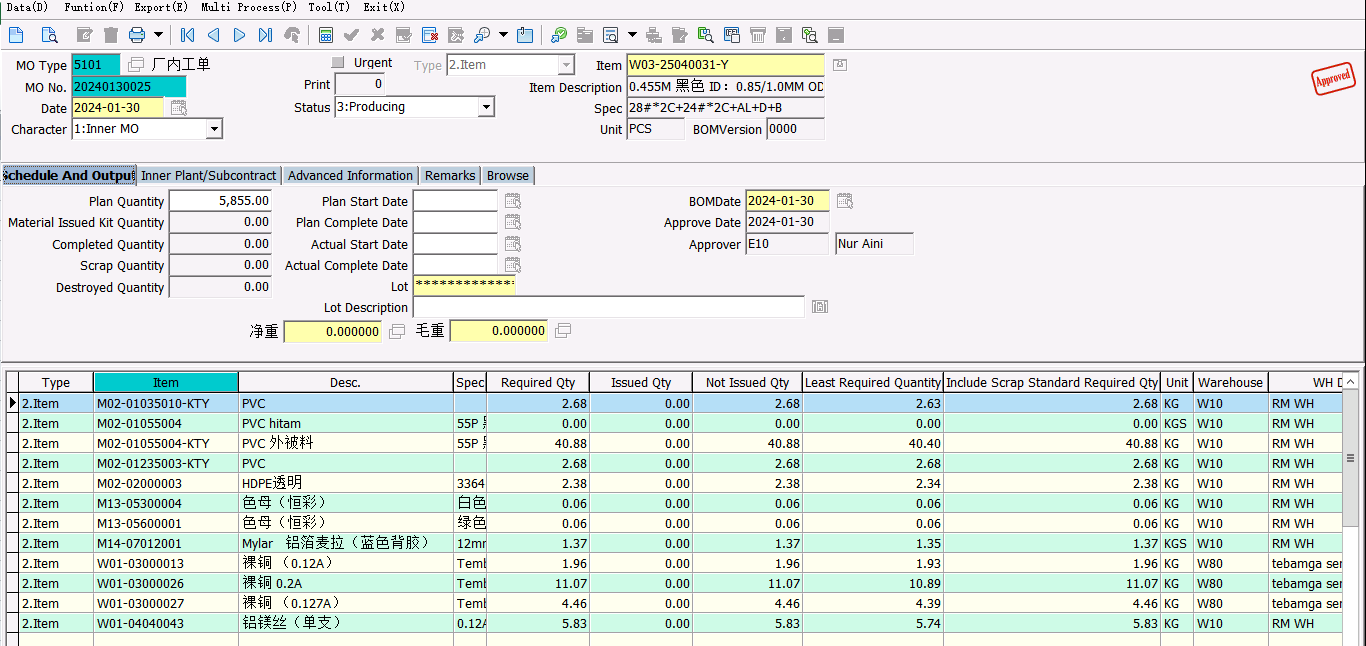 Data(D) Funtion(F) Export(E) Multi Process(P) Tool(T) Exit(X)
MO Type 5101 厂内工单 Urgent Type 2.Item Item W03-25040031-Y
MO No. 20240130025 Print 0 Item Description 0.455M 黑色 ID：0.85/1.0MM OD
Date 2024-01-30 Status 3:Producing Spec 28#*2C+24#*2C+AL+D+B
Character 1:Inner MO Unit PCS BOMVersion 0000
Approved
Schedule And Output Inner Plant/Subcontract Advanced Information Remarks Browse
Plan Quantity 5,855.00 Plan Start Date BOMDate 2024-01-30
Material Issued Kit Quantity 0.00 Plan Complete Date Approve Date 2024-01-30
Completed Quantity 0.00 Actual Start Date Approver E10 Nur Aini
Scrap Quantity 0.00 Actual Complete Date
Destroyed Quantity 0.00 Lot *************
Lot Description
净重 0.000000 毛重 0.000000
Type Item Desc. Spec Required Qty Issued Qty Not Issued Qty Least Required Quantity Include Scrap Standard Required Qty Unit Warehouse WH D
2.Item M02-01035010-KTY PVC 2.68 0.00 2.68 2.63 2.68 KG W10 RM WH
2.Item M02-01055004 PVC hitam 55P 0.00 0.00 0.00 0.00 0.00 KGS W10 RM WH
2.Item M02-01055004-KTY PVC 外被料 55P 40.88 0.00 40.88 40.40 40.88 KG W10 RM WH
2.Item M02-01235003-KTY PVC 2.68 0.00 2.68 2.68 2.68 KG W10 RM WH
2.Item M02-02000003 HDPE透明 3364 2.38 0.00 2.38 2.34 2.38 KG W10 RM WH
2.Item M13-05300004 色母（恒彩） 白色 0.06 0.00 0.06 0.06 0.06 KG W10 RM WH
2.Item M13-05600001 色母（恒彩） 绿色 0.06 0.00 0.06 0.06 0.06 KG W10 RM WH
2.Item M14-07012001 Mylar 铝箔麦拉（蓝色背胶） 12mm 1.37 0.00 1.37 1.35 1.37 KGS W10 RM WH
2.Item W01-03000013 裸铜 （0.12A） Temb 1.96 0.00 1.96 1.93 1.96 KG W80 tebamga ser
2.Item W01-03000026 裸铜 0.2A Temb 11.07 0.00 11.07 10.89 11.07 KG W80 tebamga ser
2.Item W01-03000027 裸铜 （0.127A） Temb 4.46 0.00 4.46 4.39 4.46 KG W80 tebamga ser
2.Item W01-04040043 铝镁丝（单支） 0.12A 5.83 0.00 5.83 5.74 5.83 KG W10 RM WH